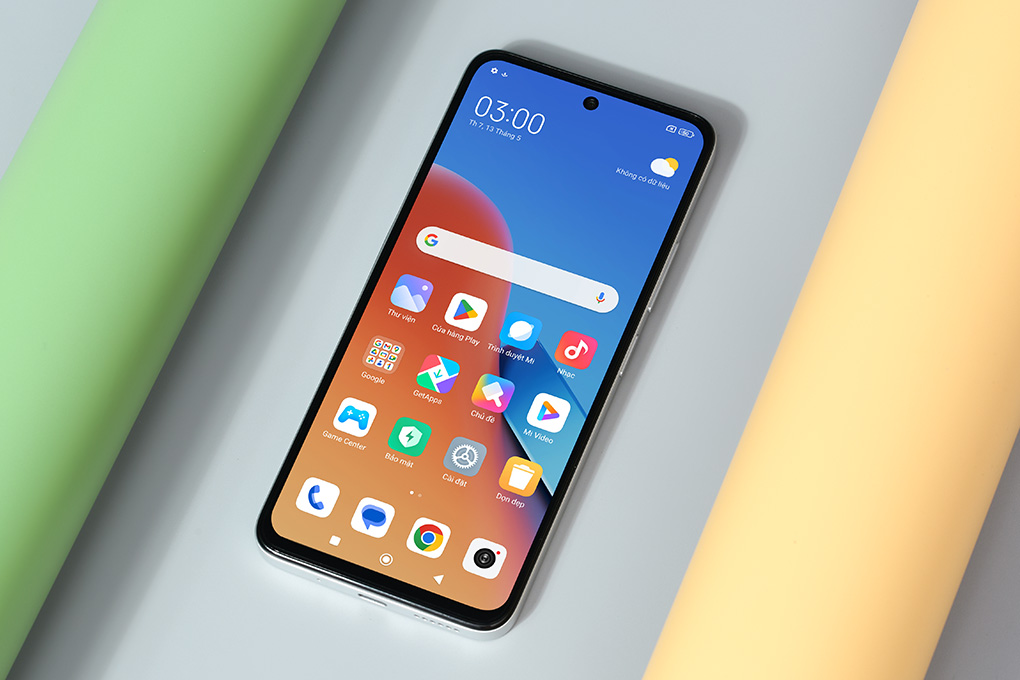 03:00
Th 7, 13 Tháng 5
Không có dữ liệu
G
Thư viện
Cửa hàng Play
Trình duyệt Mi
Nhạc
Google
GetApps
Chủ đề
Mi Video
Game Center
Bảo mật
Cài đặt
Dọn dẹp